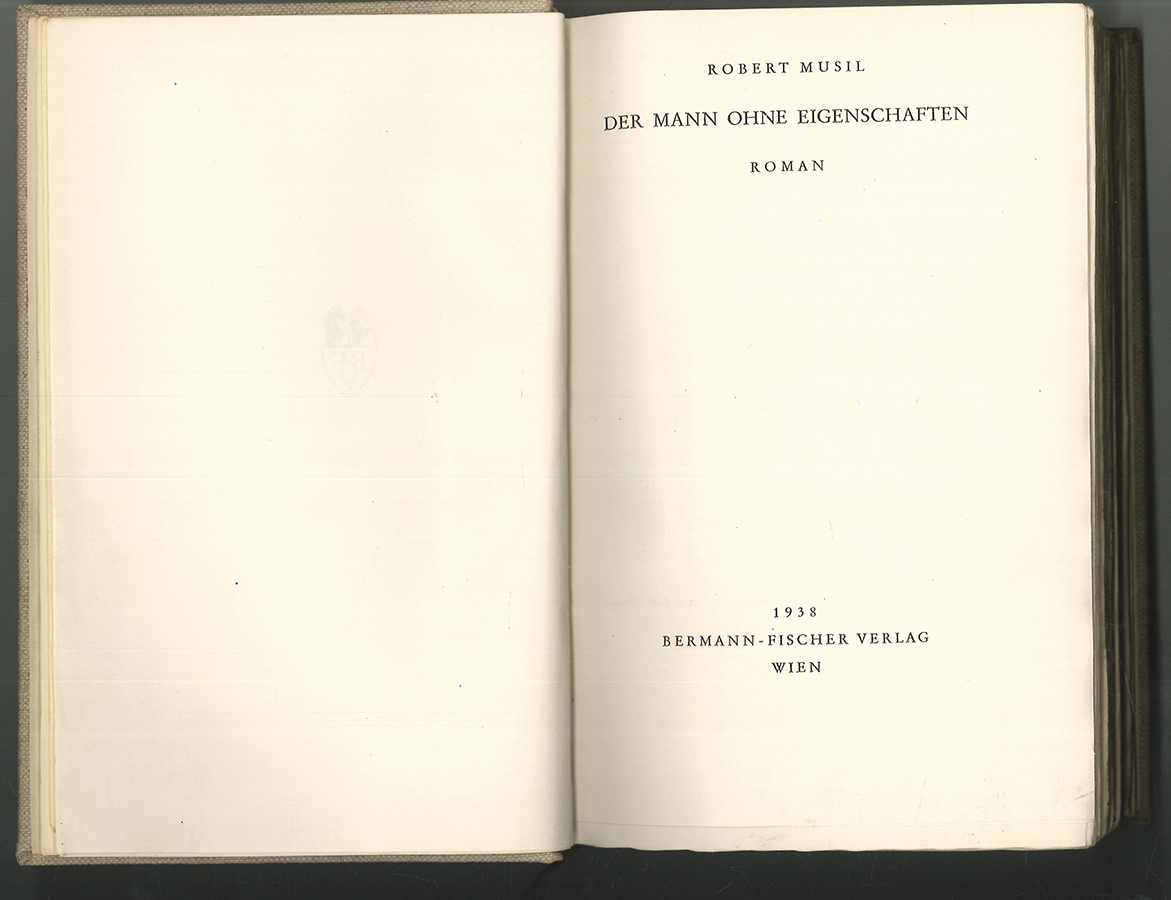 ROBERT MUSIL
DER MANN OHNE EIGENSCHAFTEN
ROMAN
1938
BERMANN-FISCHER VERLAG
WIEN